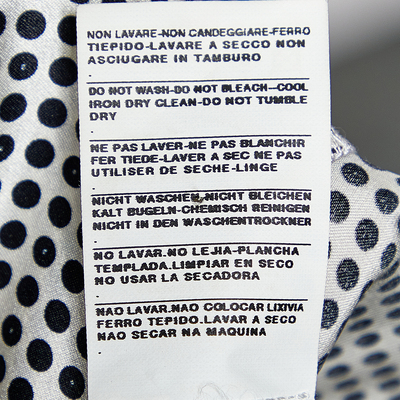 NON LAVARE-NON CANDEGGIARE-FERRO
TIEPIDO-LAVARE A SECCO NON
ASCIUGARE IN TAMBURO
.
DO NOT WASH-DO NOT BLEACH-COOL
IRON DRY CLEAN-DO NOT TUMBLE
DRY
.
NE PAS LAVER-NE PAS BLANCHIR
FER TIEDE-LAVER A SEC NE PAS
UTILISER DE SECHE-LINGE
.
NICHT WASCHEN,NICHT BLEICHEN
KALT BUGELN-CHEMISCH REINIGEN
NICHT IN DEN WASCHENTROCKNER
.
NO LAVAR.NO LEJIA-PLANCHA
TEMPLADA.LIMPIAR EN SECO
NO USAR LA SECADORA
.
NAO LAVAR.NAO COLOCAR LIXIVIA
FERRO TEPIDO.LAVAR A SECO
NAO SECAR NA MAQUINA
.